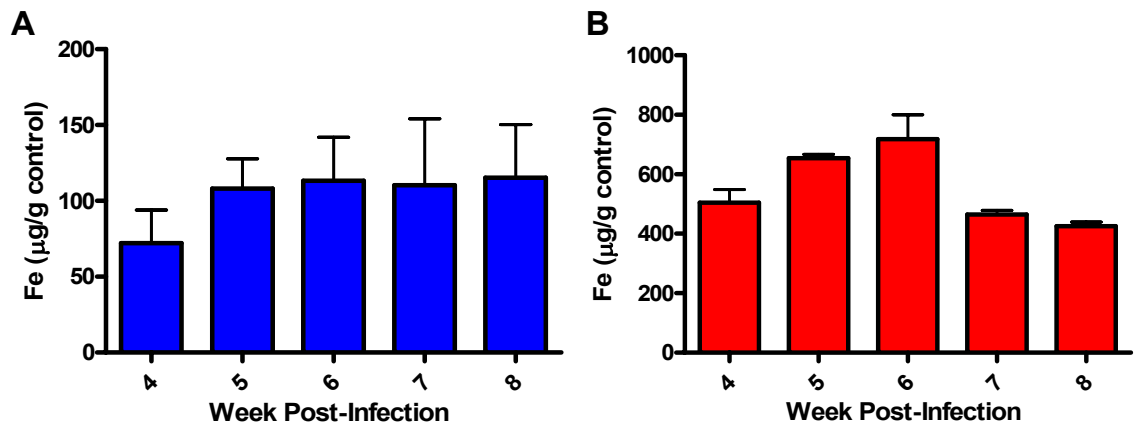 A
200
150
100
50
0
Fe (μg/g control)
4 5 6 7 8
Week Post-Infection
B
1000
800
600
400
200
0
Fe (μg/g control)
4 5 6 7 8
Week Post-Infection